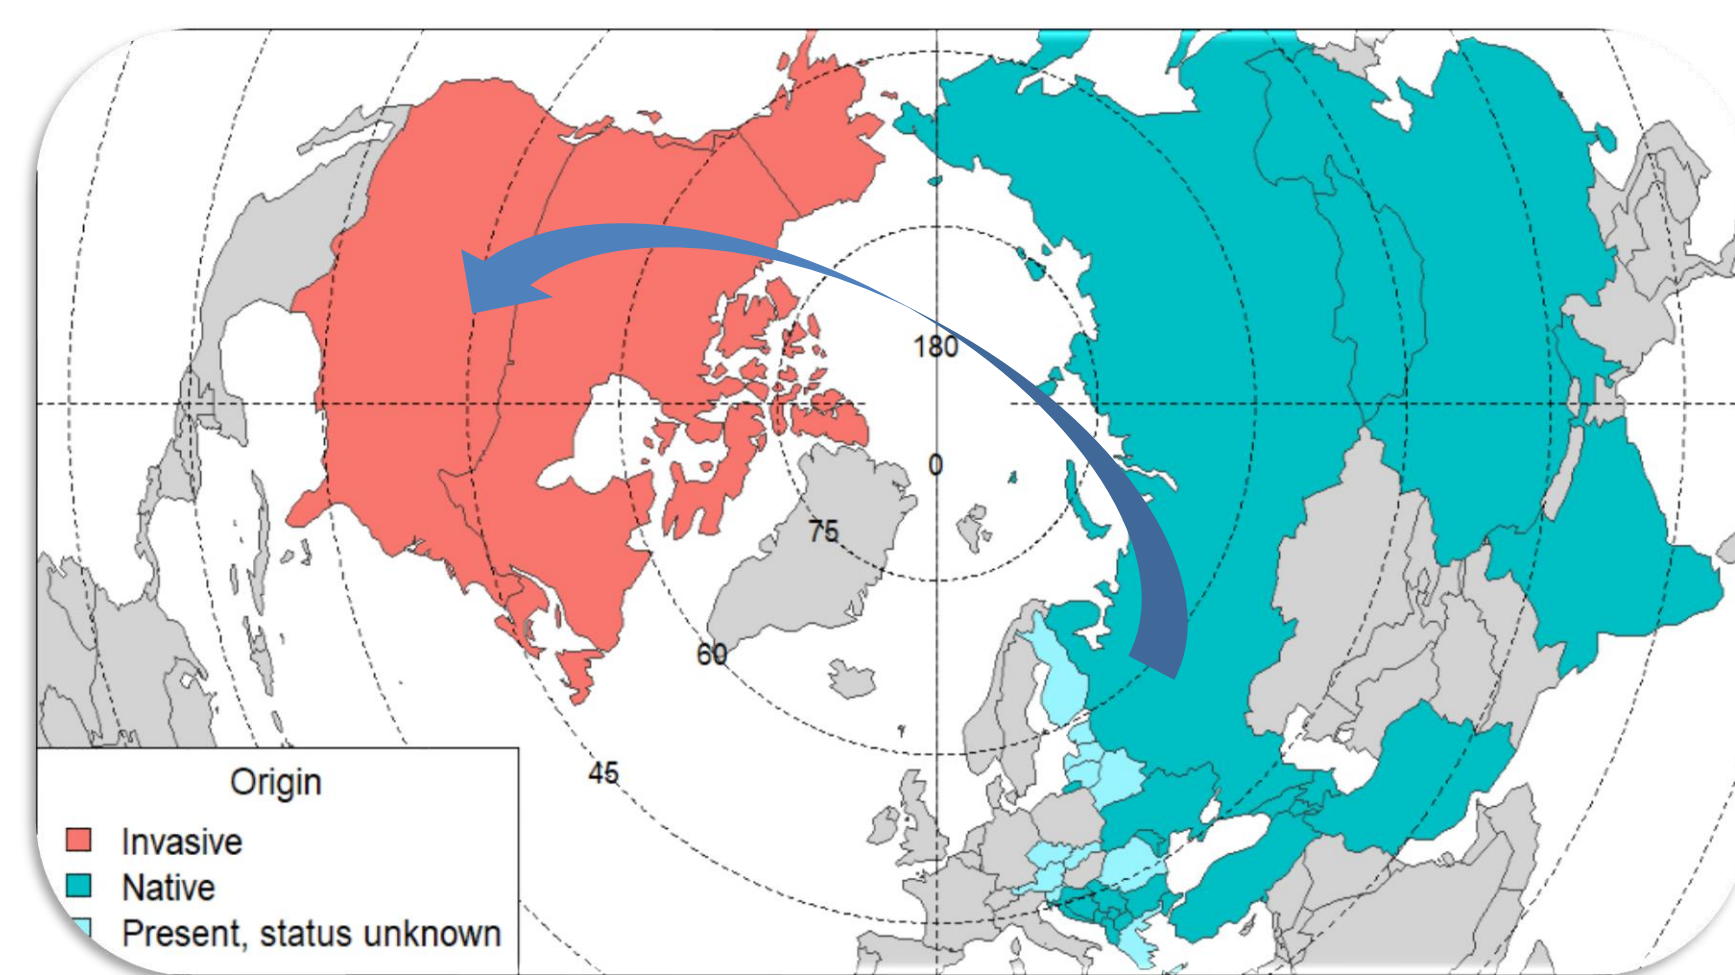 180
0
75
60
45
Origin
Invasive
Native
Present, status unknown